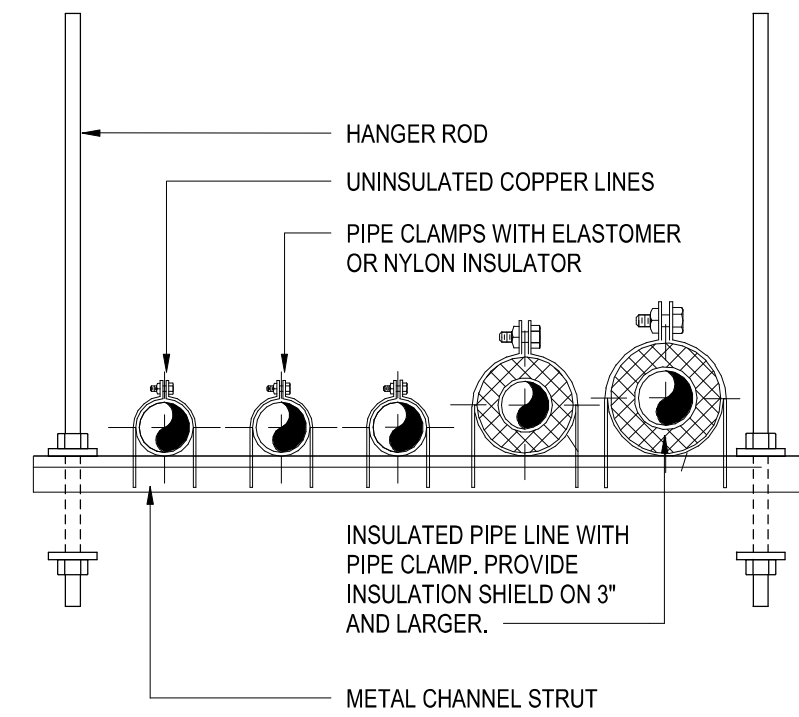 HANGER ROD
UNINSULATED COPPER LINES
PIPE CLAMPS WITH ELASTOMER
OR NYLON INSULATOR
INSULATED PIPE LINE WITH
PIPE CLAMP. PROVIDE
INSULATION SHIELD ON 3"
AND LARGER.
METAL CHANNEL STRUT